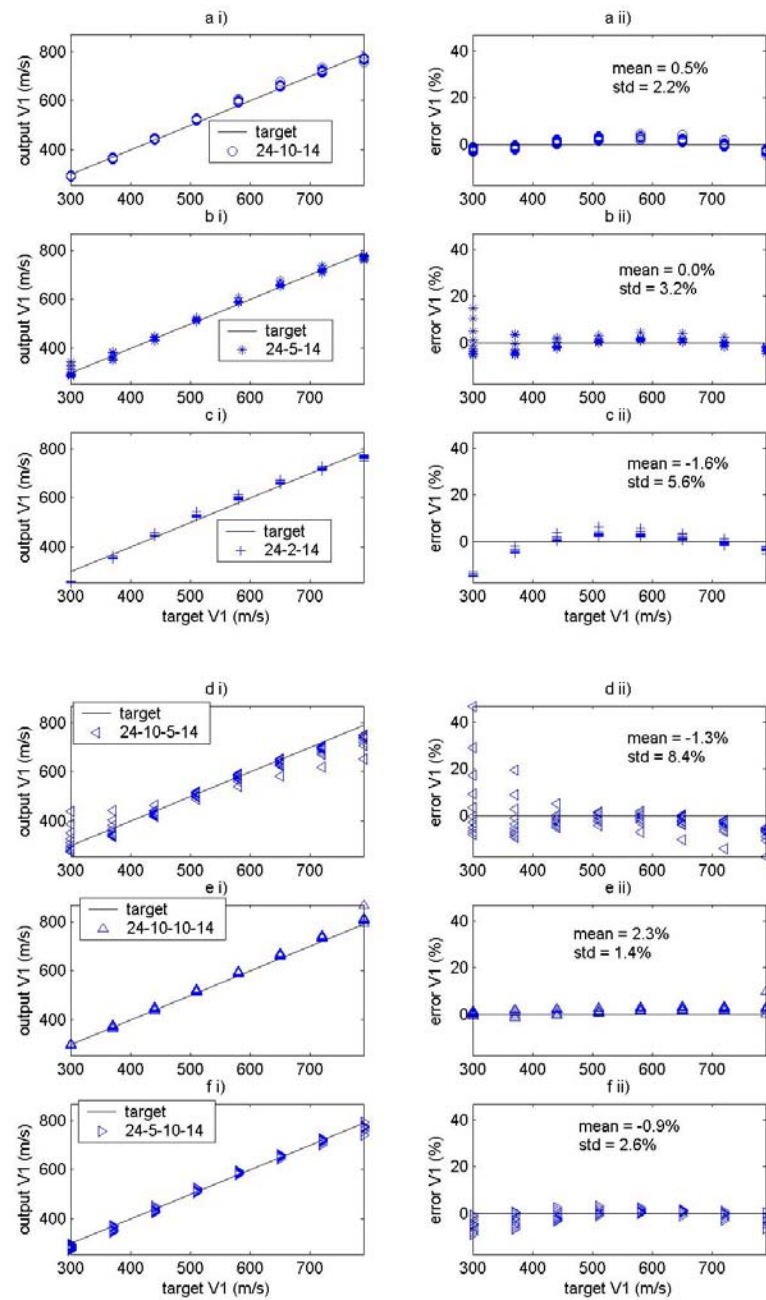 a i)
a ii)
output V1 (m/s)
800
600
400
target
24-10-14
300 400 500 600 700
error V1 (%)
40
20
0
mean = 0.5%
std = 2.2%
300 400 500 600 700
b i)
b ii)
output V1 (m/s)
800
600
400
target
24-5-14
300 400 500 600 700
error V1 (%)
40
20
0
mean = 0.0%
std = 3.2%
300 400 500 600 700
c i)
c ii)
output V1 (m/s)
800
600
400
target
24-2-14
300 400 500 600 700
target V1 (m/s)
error V1 (%)
40
20
0
mean = -1.6%
std = 5.6%
300 400 500 600 700
target V1 (m/s)
d i)
d ii)
output V1 (m/s)
800
600
400
target
24-10-5-14
300 400 500 600 700
error V1 (%)
40
20
0
mean = -1.3%
std = 8.4%
300 400 500 600 700
e i)
e ii)
output V1 (m/s)
800
600
400
target
24-10-10-14
300 400 500 600 700
error V1 (%)
40
20
0
mean = 2.3%
std = 1.4%
300 400 500 600 700
f i)
f ii)
output V1 (m/s)
800
600
400
target
24-5-10-14
300 400 500 600 700
target V1 (m/s)
error V1 (%)
40
20
0
mean = -0.9%
std = 2.6%
300 400 500 600 700
target V1 (m/s)